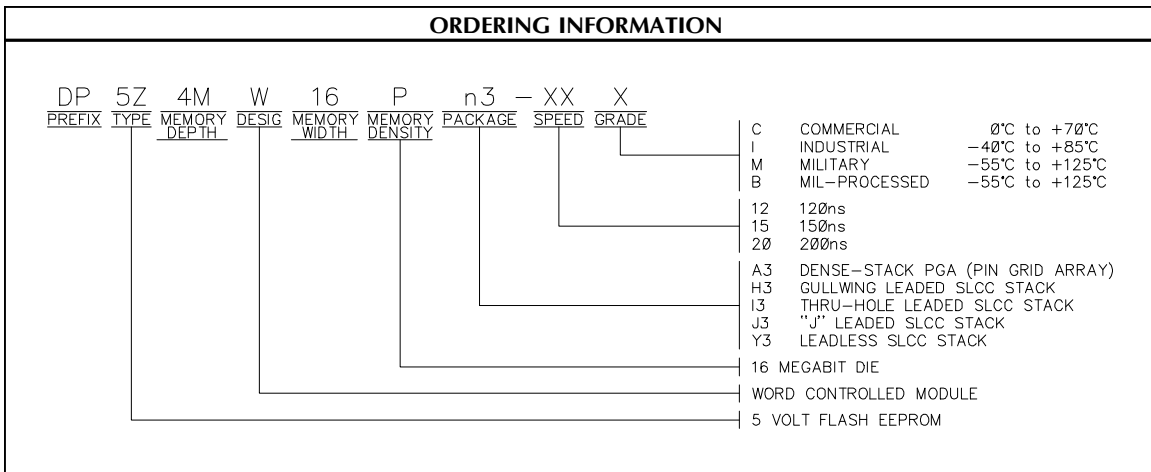 ORDERING INFORMATION
DP 5Z 4M W 16 P n3 – XX X
PREFIX TYPE MEMORY DEPTH DESIG MEMORY WIDTH MEMORY DENSITY PACKAGE SPEED GRADE
C COMMERCIAL 0°C to +70°C
I INDUSTRIAL −40°C to +85°C
M MILITARY −55°C to +125°C
B MIL−PROCESSED −55°C to +125°C
12 120ns
15 150ns
20 200ns
A3 DENSE−STACK PGA (PIN GRID ARRAY)
H3 GULLWING LEADED SLCC STACK
I3 THRU−HOLE LEADED SLCC STACK
J3 "J" LEADED SLCC STACK
Y3 LEADLESS SLCC STACK
16 MEGABIT DIE
WORD CONTROLLED MODULE
5 VOLT FLASH EEPROM